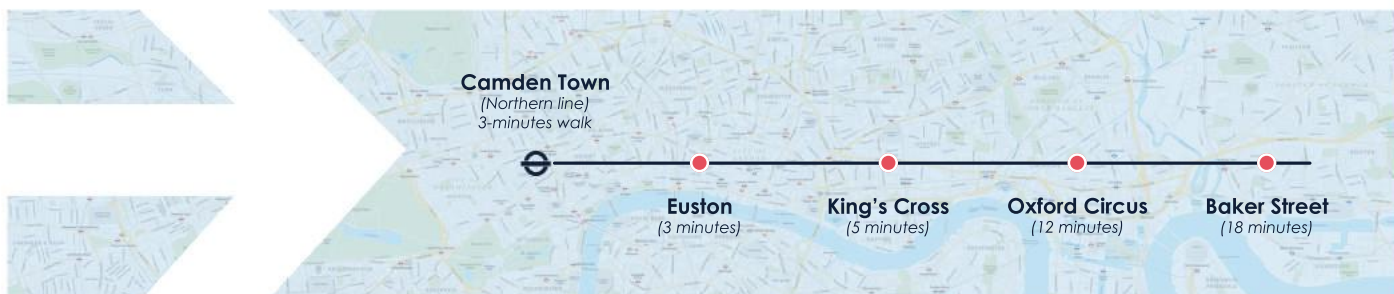 Camden Town
(Northern line)
3-minutes walk
Euston
(3 minutes)
King's Cross
(5 minutes)
Oxford Circus
(12 minutes)
Baker Street
(18 minutes)